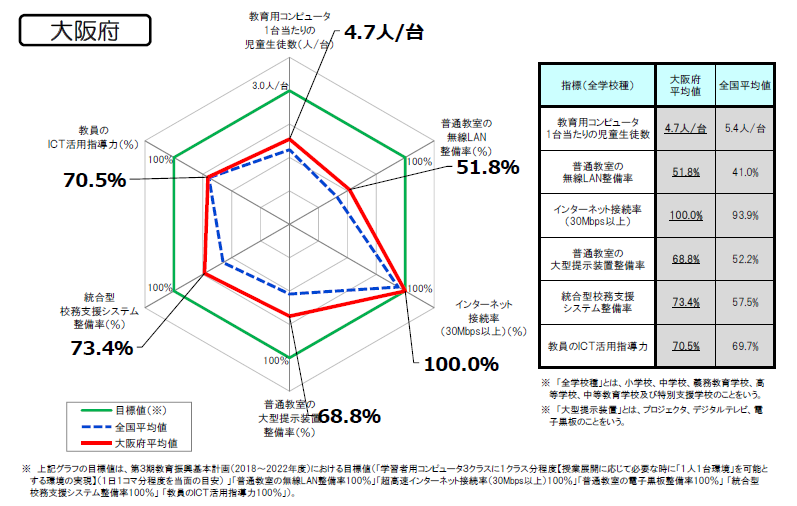 大阪府
教育用コンピュータ
1台当たりの
児童生徒数(人/台)
4.7人/台
3.0人/台
普通教室の
無線LAN
整備率(%)
100%
51.8%
インターネット
接続率
(30Mbps以上)(%)
100%
100.0%
普通教室の
大型提示装置
整備率(%)
100%
68.8%
統合型
校務支援システム
整備率(%)
100%
73.4%
教員の
ICT活用指導力(%)
100%
70.5%
目標値(※)
全国平均値
大阪府平均値
指標(全学校種) 大阪府平均値 全国平均値
教育用コンピュータ
1台当たりの児童生徒数 4.7人/台 5.4人/台
普通教室の
無線LAN整備率 51.8% 41.0%
インターネット接続率
(30Mbps以上) 100.0% 93.9%
普通教室の
大型提示装置整備率 68.8% 52.2%
統合型校務支援
システム整備率 73.4% 57.5%
教員のICT活用指導力 70.5% 69.7%
※ 「全学校種」とは、小学校、中学校、義務教育学校、高
等学校、中等教育学校及び特別支援学校のことをいう。
※ 「大型提示装置」とは、プロジェクタ、デジタルテレビ、電
子黒板のことをいう。
※ 上記グラフの目標値は、第3期教育振興基本計画(2018~2022年度)における目標値(「学習者用コンピュータ3クラスに1クラス分程度【授業展開に応じて必要な時に「1人1台環境」を可能と
する環境の実現】(1日1コマ分程度を当面の目安) 」「普通教室の無線LAN整備率100%」「超高速インターネット接続率(30Mbps以上)100%」「普通教室の電子黒板整備率100%」 「統合型
校務支援システム整備率100%」 「教員のICT活用指導力100%」)。